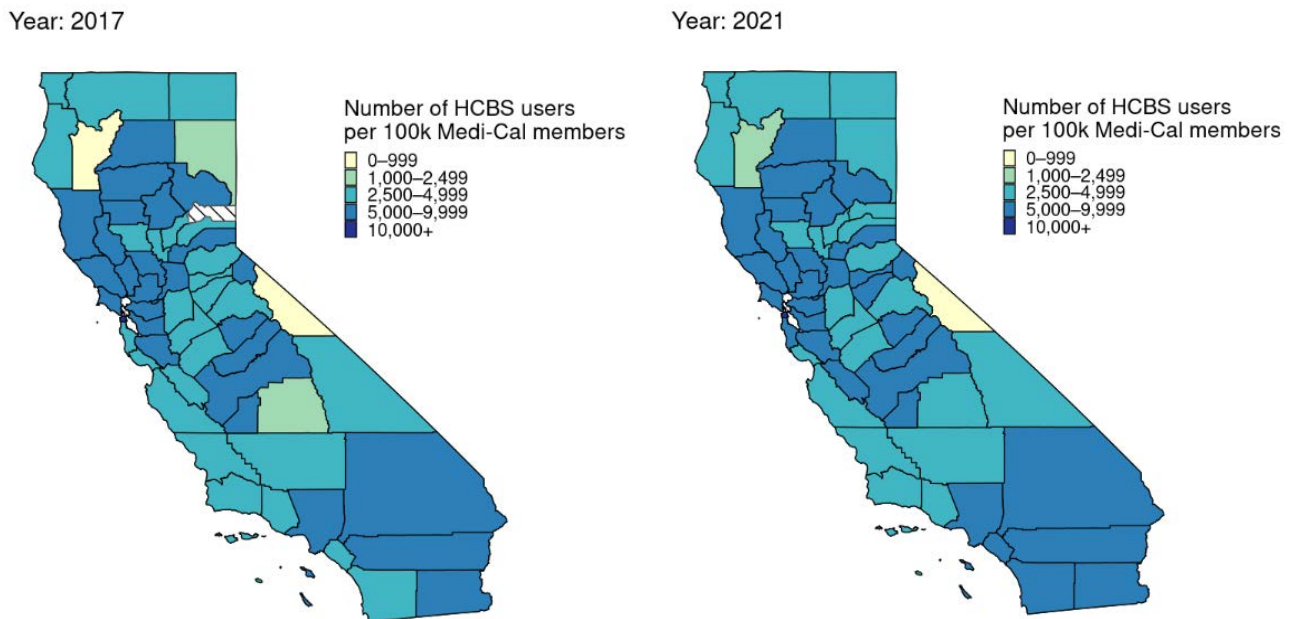 Year: 2017
Number of HCBS users
per 100k Medi-Cal members
0–999
1,000–2,499
2,500–4,999
5,000–9,999
10,000+
Year: 2021
Number of HCBS users
per 100k Medi-Cal members
0–999
1,000–2,499
2,500–4,999
5,000–9,999
10,000+